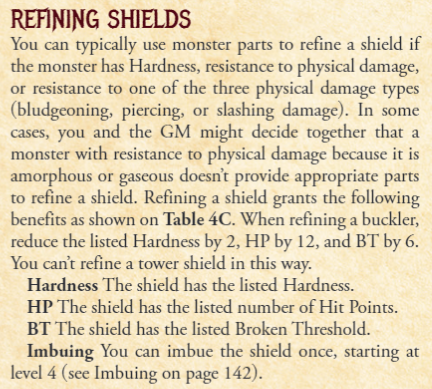 REFINING SHIELDS
You can typically use monster parts to refine a shield if
the monster has Hardness, resistance to physical damage,
or resistance to one of the three physical damage types
(bludgeoning, piercing, or slashing damage). In some
cases, you and the GM might decide together that a
monster with resistance to physical damage because it is
amorphous or gaseous doesn’t provide appropriate parts
to refine a shield. Refining a shield grants the following
benefits as shown on Table 4C. When refining a buckler,
reduce the listed Hardness by 2, HP by 12, and BT by 6.
You can’t refine a tower shield in this way.
Hardness The shield has the listed Hardness.
HP The shield has the listed number of Hit Points.
BT The shield has the listed Broken Threshold.
Imbuing You can imbue the shield once, starting at
level 4 (see Imbuing on page 142).